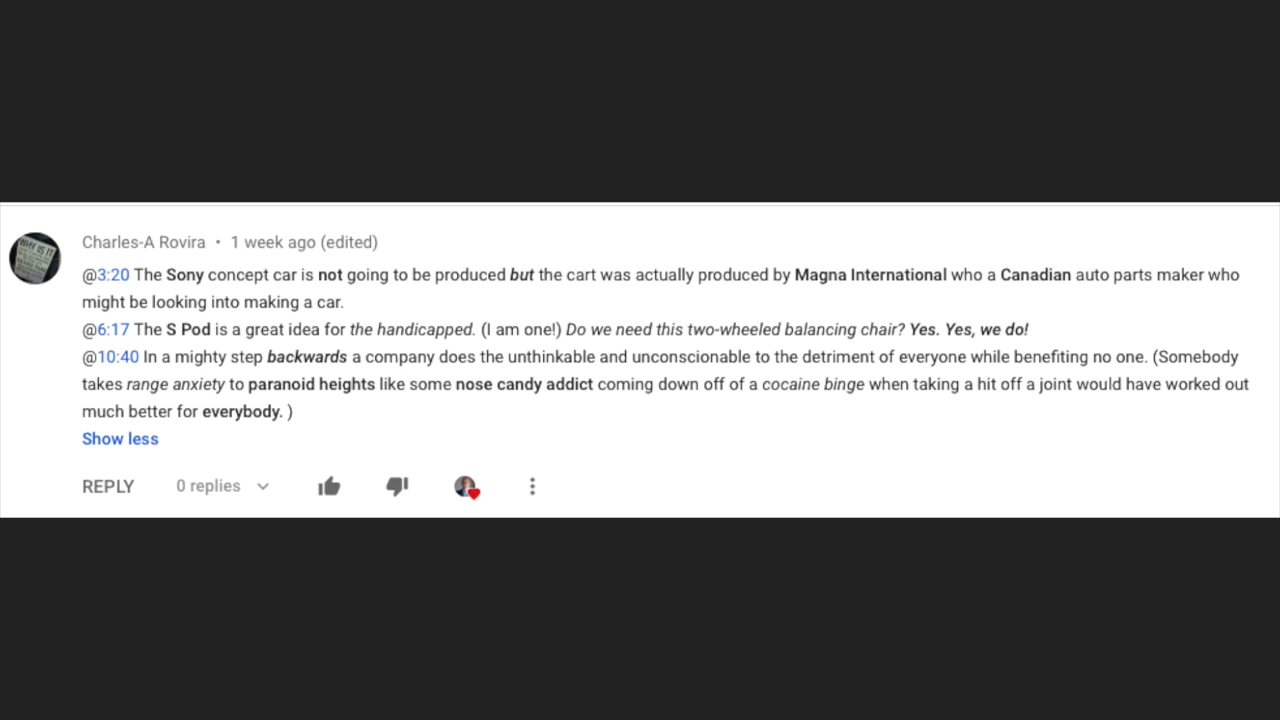 Charles-A Rovira • 1 week ago (edited)
@3:20 The Sony concept car is not going to be produced but the cart was actually produced by Magna International who a Canadian auto parts maker who
might be looking into making a car.
@6:17 The S Pod is a great idea for the handicapped. (I am one!) Do we need this two-wheeled balancing chair? Yes. Yes, we do!
@10:40 In a mighty step backwards a company does the unthinkable and unconscionable to the detriment of everyone while benefiting no one. (Somebody
takes range anxiety to paranoid heights like some nose candy addict coming down off of a cocaine binge when taking a hit off a joint would have worked out
much better for everybody. )
Show less
REPLY 0 replies
WHY IS IT